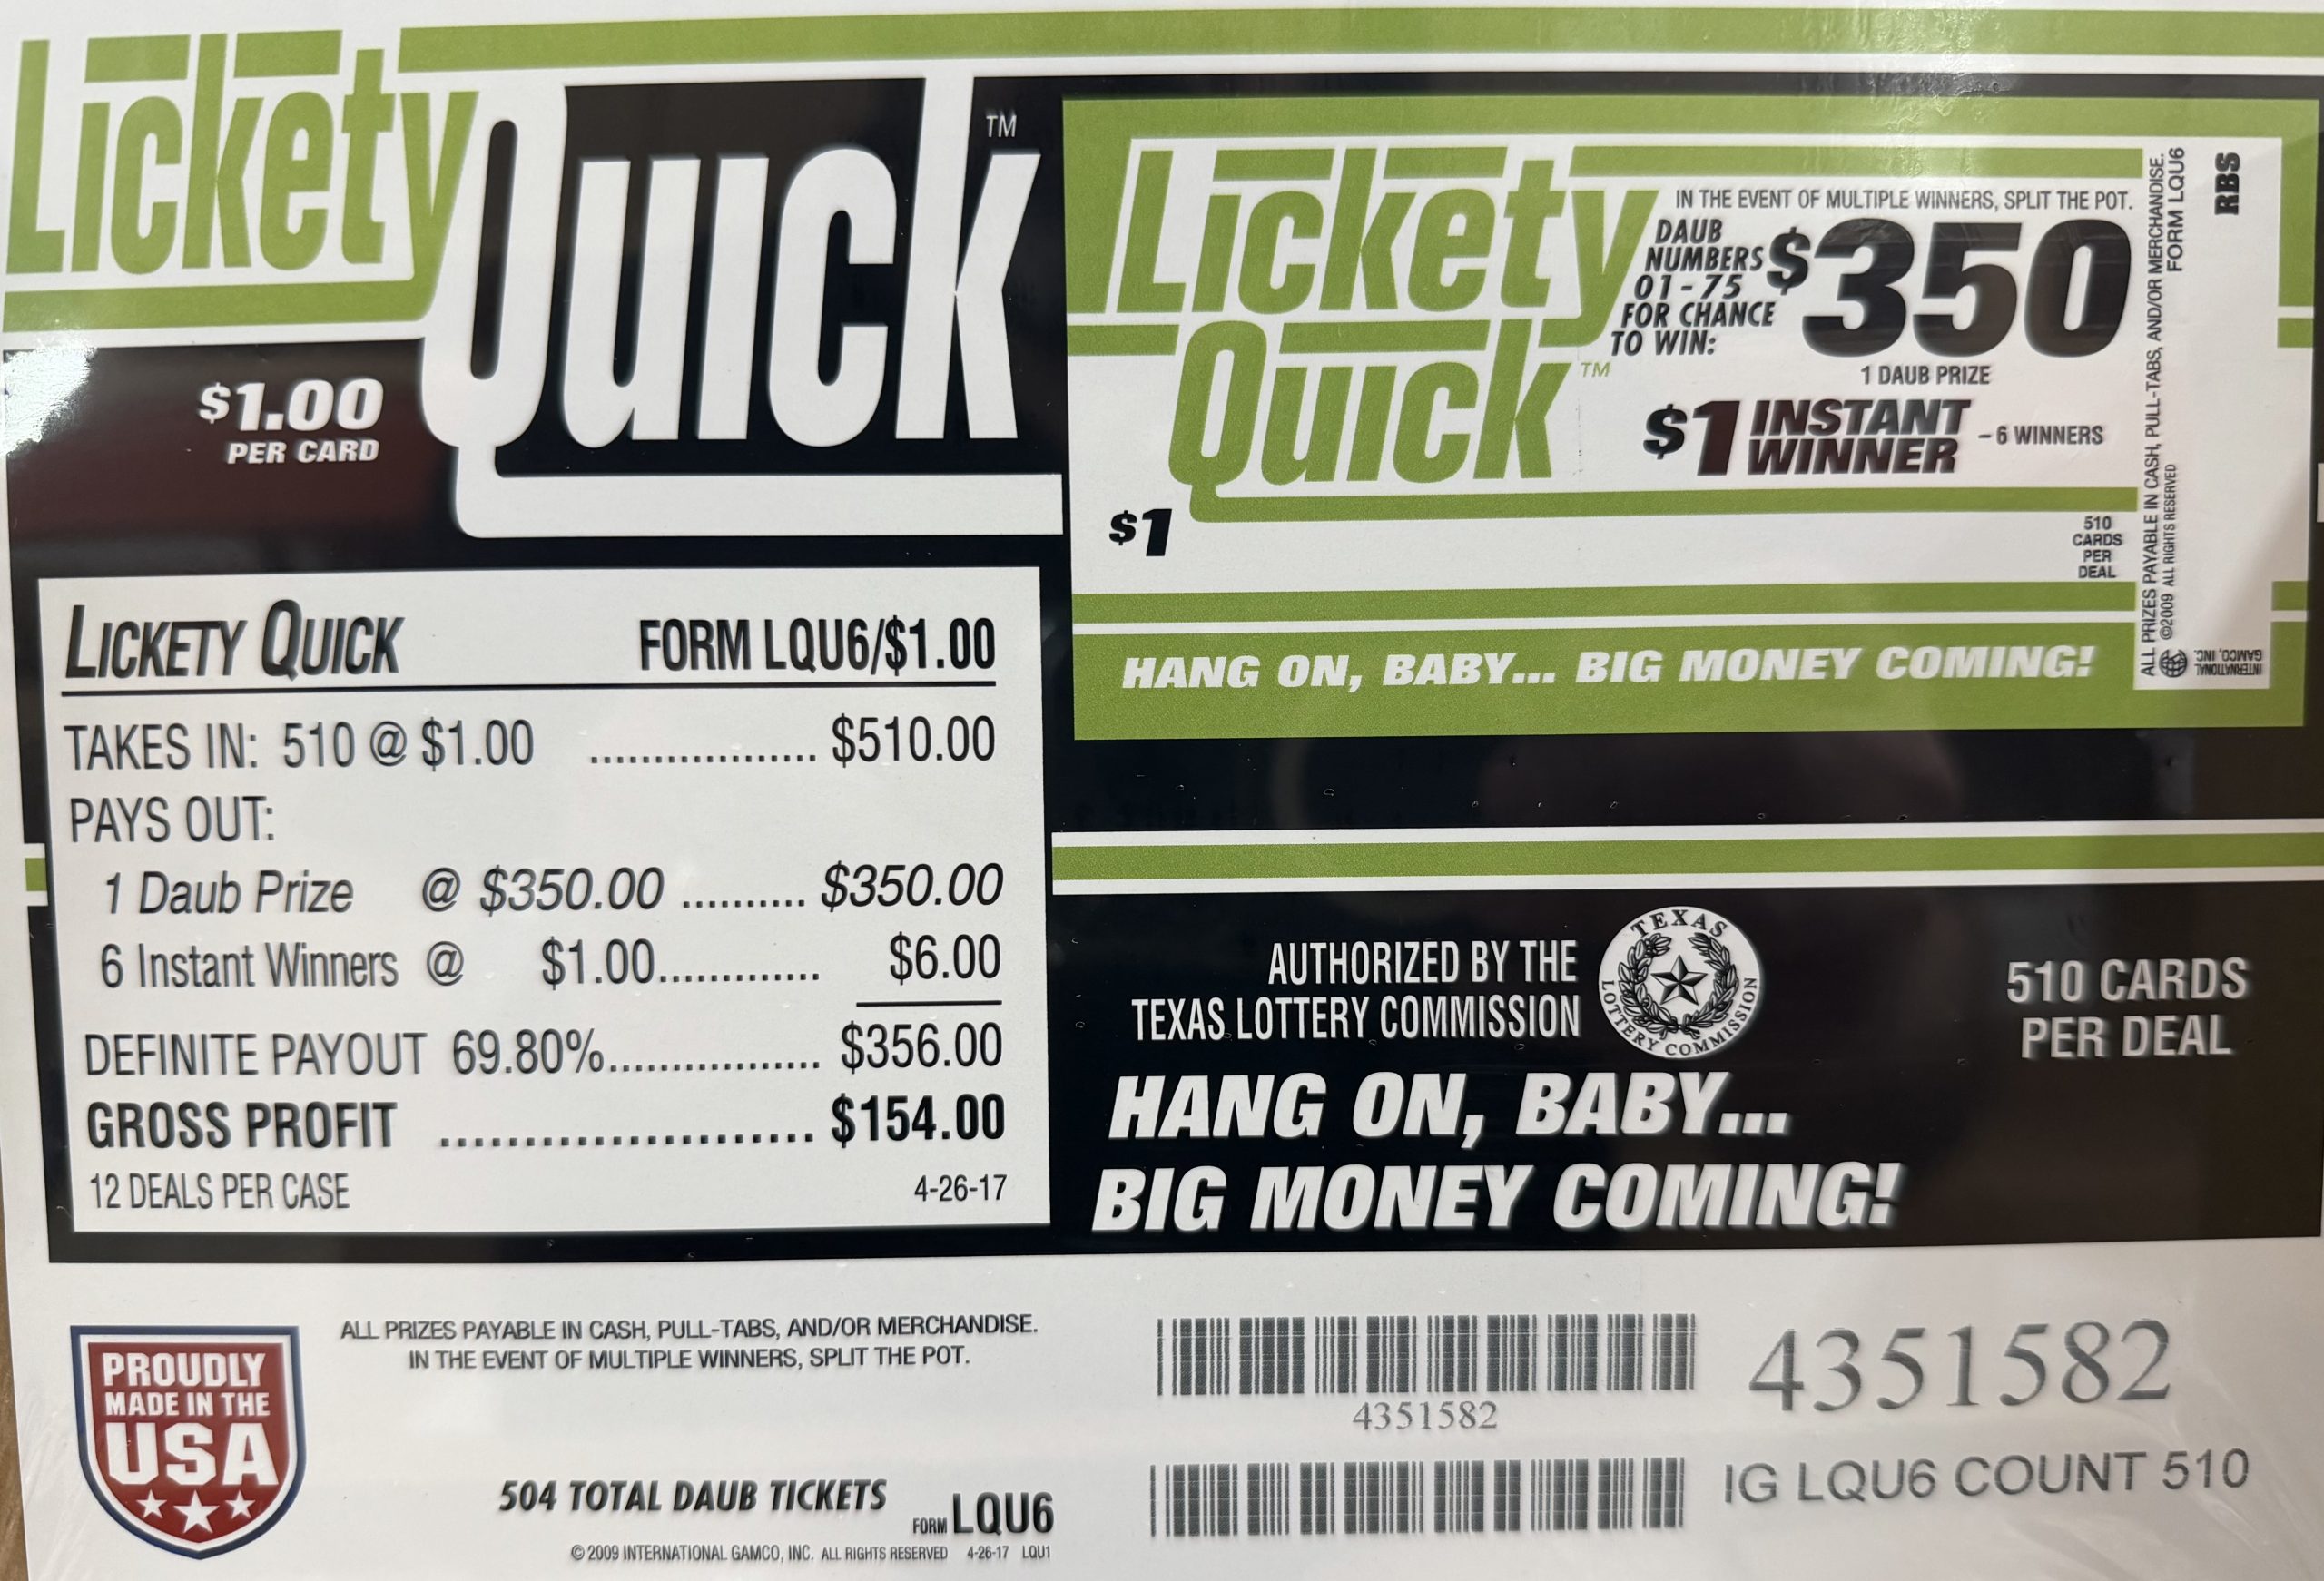 Lickety
Quick™
$1.00
PER CARD
LICKETY QUICK FORM LQU6/$1.00
TAKES IN: 510 @ $1.00 .................. $510.00
PAYS OUT:
1 Daub Prize @ $350.00 .......... $350.00
6 Instant Winners @ $1.00............. $6.00
DEFINITE PAYOUT 69.80%................. $356.00
GROSS PROFIT ....................... $154.00
12 DEALS PER CASE 4-26-17
Lickety
Quick™
$1
IN THE EVENT OF MULTIPLE WINNERS, SPLIT THE POT.
DAUB
NUMBERS
01-75
FOR CHANCE
TO WIN:
$350
1 DAUB PRIZE
$1 INSTANT
WINNER
- 6 WINNERS
510
CARDS
PER
DEAL
ALL PRIZES PAYABLE IN CASH, PULL-TABS, AND/OR MERCHANDISE.
©2009 ALL RIGHTS RESERVED FORM LQU6
RBS
INTERNATIONAL
GAMCO, INC.
HANG ON, BABY... BIG MONEY COMING!
AUTHORIZED BY THE
TEXAS LOTTERY COMMISSION
TEXAS
LOTTERY COMMISSION
510 CARDS
PER DEAL
HANG ON, BABY...
BIG MONEY COMING!
PROUDLY
MADE IN THE
USA
ALL PRIZES PAYABLE IN CASH, PULL-TABS, AND/OR MERCHANDISE.
IN THE EVENT OF MULTIPLE WINNERS, SPLIT THE POT.
504 TOTAL DAUB TICKETS
FORM LQU6
© 2009 INTERNATIONAL GAMCO, INC. ALL RIGHTS RESERVED 4-26-17 LQU1
4351582
4351582
IG LQU6 COUNT 510